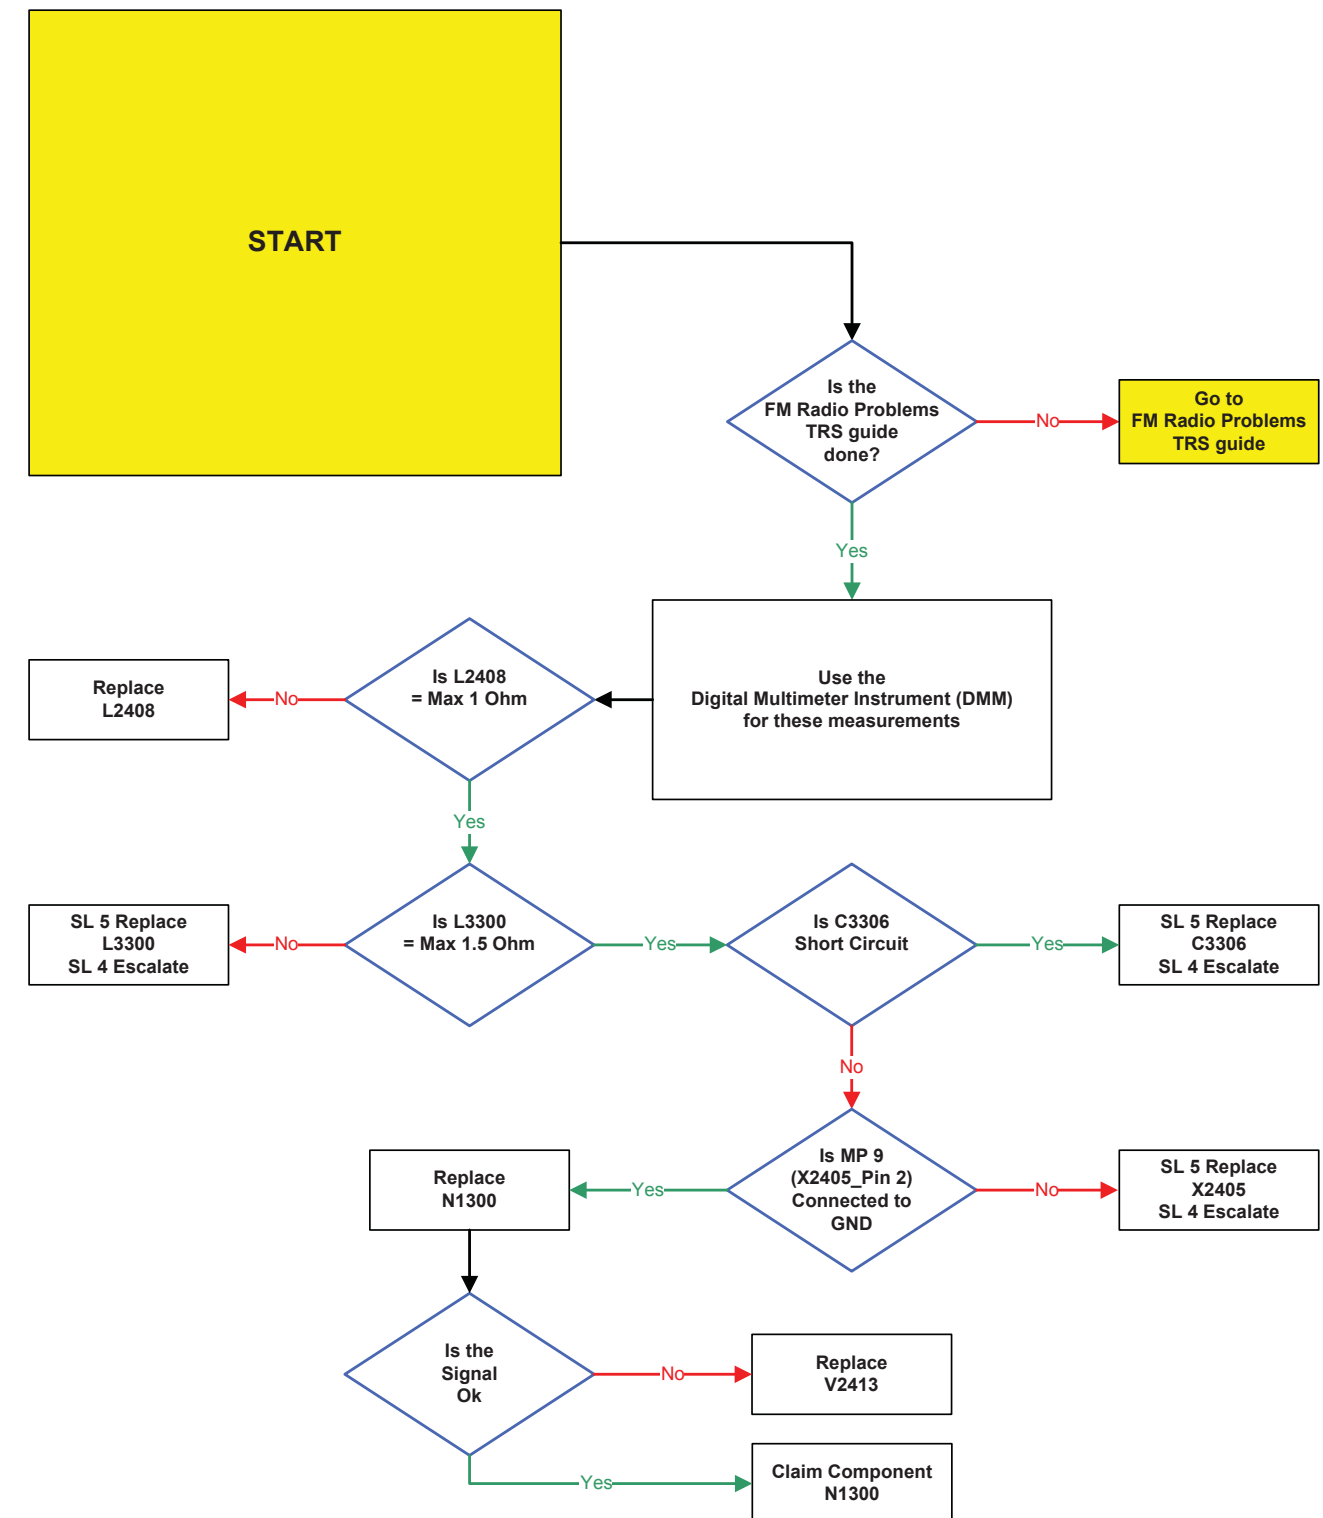 START
Is the
FM Radio Problems
TRS guide
done?
No
Go to
FM Radio Problems
TRS guide
Yes
Use the
Digital Multimeter Instrument (DMM)
for these measurements
Is L2408
= Max 1 Ohm
No
Replace
L2408
Yes
Is L3300
= Max 1.5 Ohm
No
SL 5 Replace
L3300
SL 4 Escalate
Yes
Is C3306
Short Circuit
Yes
SL 5 Replace
C3306
SL 4 Escalate
No
Is MP 9
(X2405_Pin 2)
Connected to
GND
No
SL 5 Replace
X2405
SL 4 Escalate
Yes
Replace
N1300
Is the
Signal
Ok
No
Replace
V2413
Yes
Claim Component
N1300